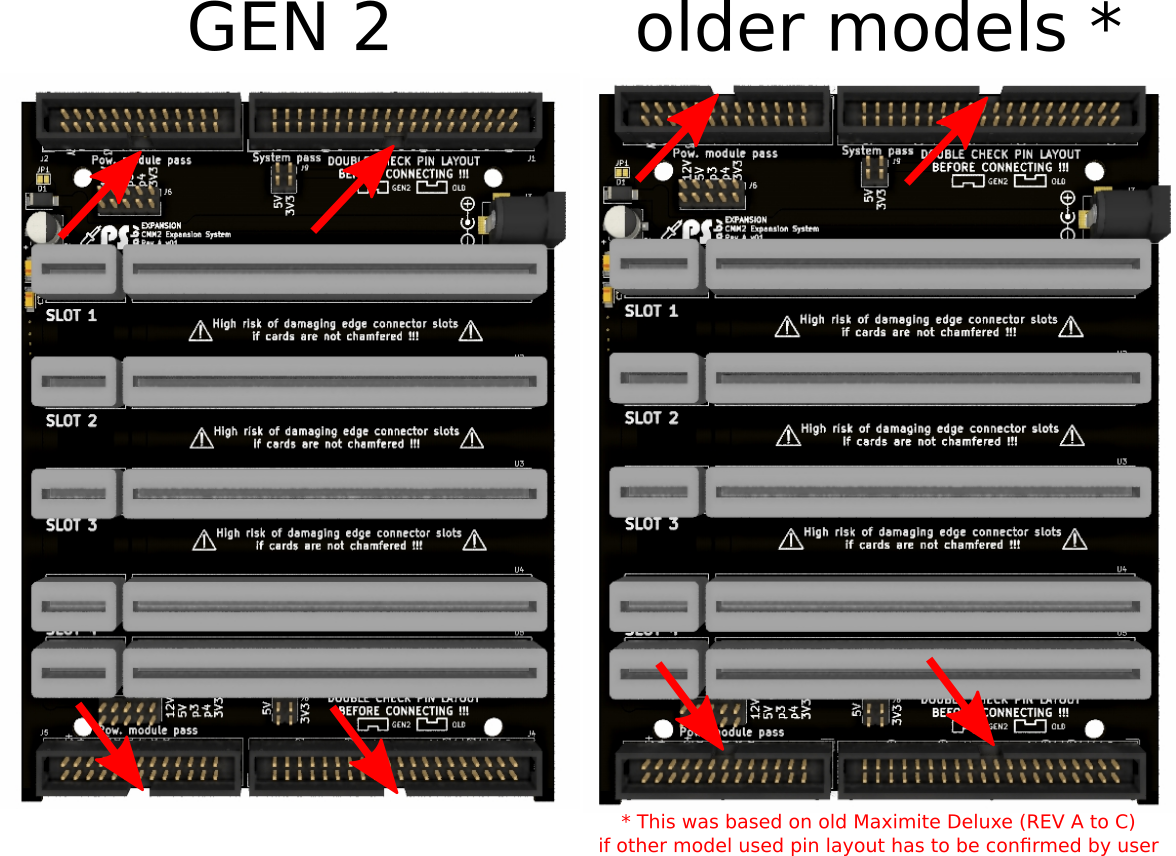 GEN 2
older models *
J2
Pow. module pass
System pass
DOUBLE CHECK PIN LAYOUT
BEFORE CONNECTING !!!
J1
JP1
D1
12V
5V
p3
p4
3V3
J6
5V
3V3
J9
GEN2
OLD
EXPANSION
CMM2 Expansion System
Rev A v01
PS
SLOT 1
High risk of damaging edge connector slots
if cards are not chamfered !!!
SLOT 2
High risk of damaging edge connector slots
if cards are not chamfered !!!
U3
SLOT 3
High risk of damaging edge connector slots
if cards are not chamfered !!!
U4
SLOT 4
U5
12V
5V
p3
p4
3V3
5V
3V3
DOUBLE CHECK PIN LAYOUT
BEFORE CONNECTING !!!
GEN2
OLD
Pow. module pass
J5
J4
Pow. module pass
System pass
DOUBLE CHECK PIN LAYOUT
BEFORE CONNECTING !!!
JP1
D1
12V
5V
p3
p4
3V3
J6
5V
3V3
J9
GEN2
OLD
EXPANSION
CMM2 Expansion System
Rev A v01
PS
SLOT 1
High risk of damaging edge connector slots
if cards are not chamfered !!!
SLOT 2
High risk of damaging edge connector slots
if cards are not chamfered !!!
U3
SLOT 3
High risk of damaging edge connector slots
if cards are not chamfered !!!
U4
SLOT 4
U5
12V
5V
p3
p4
3V3
5V
3V3
DOUBLE CHECK PIN LAYOUT
BEFORE CONNECTING !!!
GEN2
OLD
Pow. module pass
* This was based on old Maximite Deluxe (REV A to C)
if other model used pin layout has to be confirmed by user